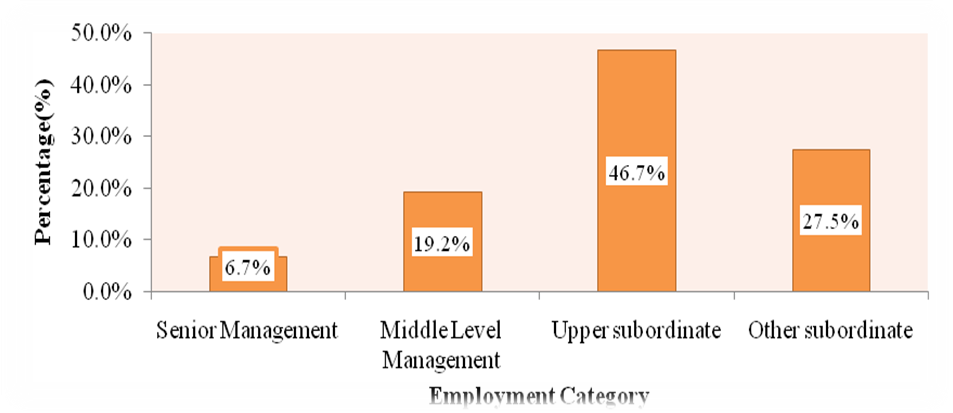 50.0%
40.0%
30.0%
20.0%
10.0%
0.0%
Percentage(%)
6.7%
19.2%
46.7%
27.5%
Senior Management
Middle Level
Management
Upper subordinate
Other subordinate
Employment Category